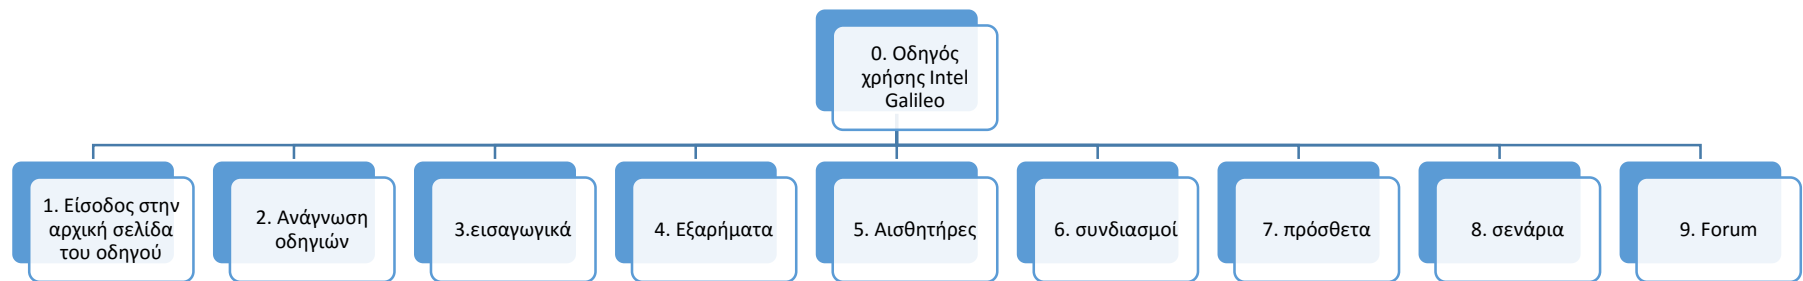 0. Οδηγός
χρήσης Intel
Galileo
1. Είσοδος στην
αρχική σελίδα
του οδηγού
2. Ανάγνωση
οδηγιών
3.εισαγωγικά
4. Εξαρήματα
5. Αισθητήρες
6. συνδιασμοί
7. πρόσθετα
8. σενάρια
9. Forum